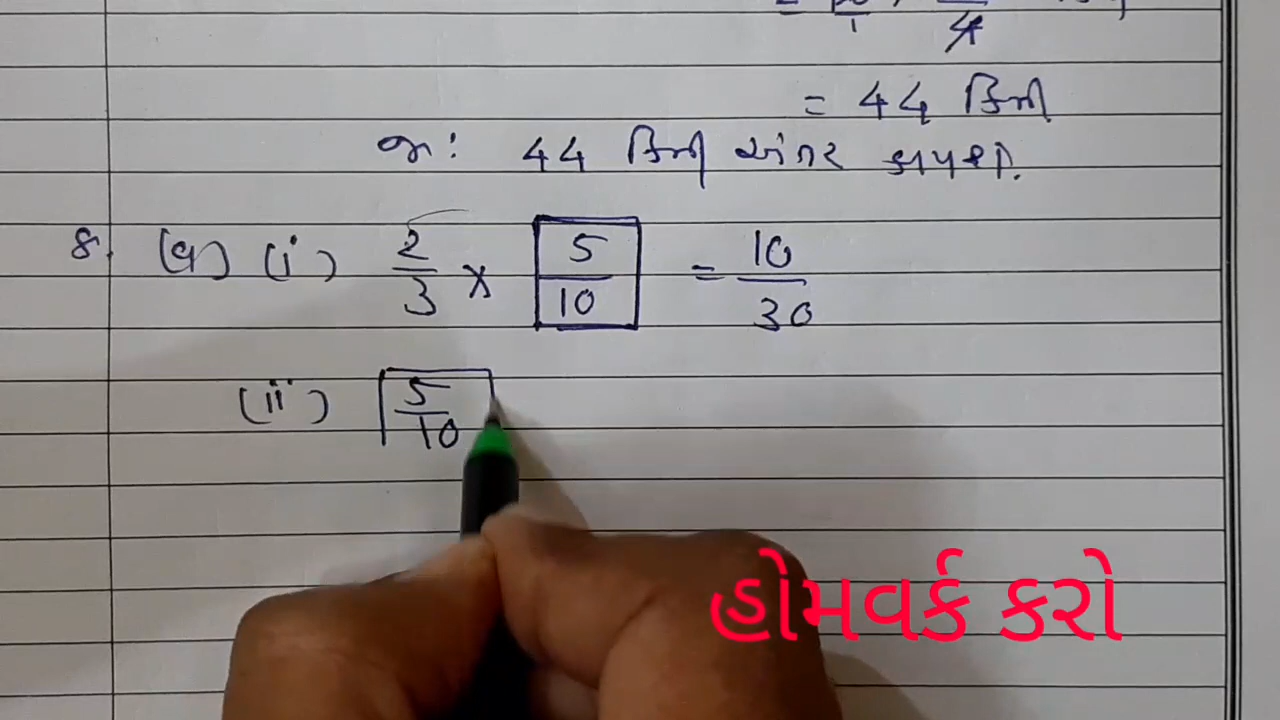 = 44 કિમી
જ: 44 કિમી અંતર કાપશે.
8. (a) (i) 2/3 × 5/10 = 10/30
(ii) 5/10
હોમવર્ક કરો